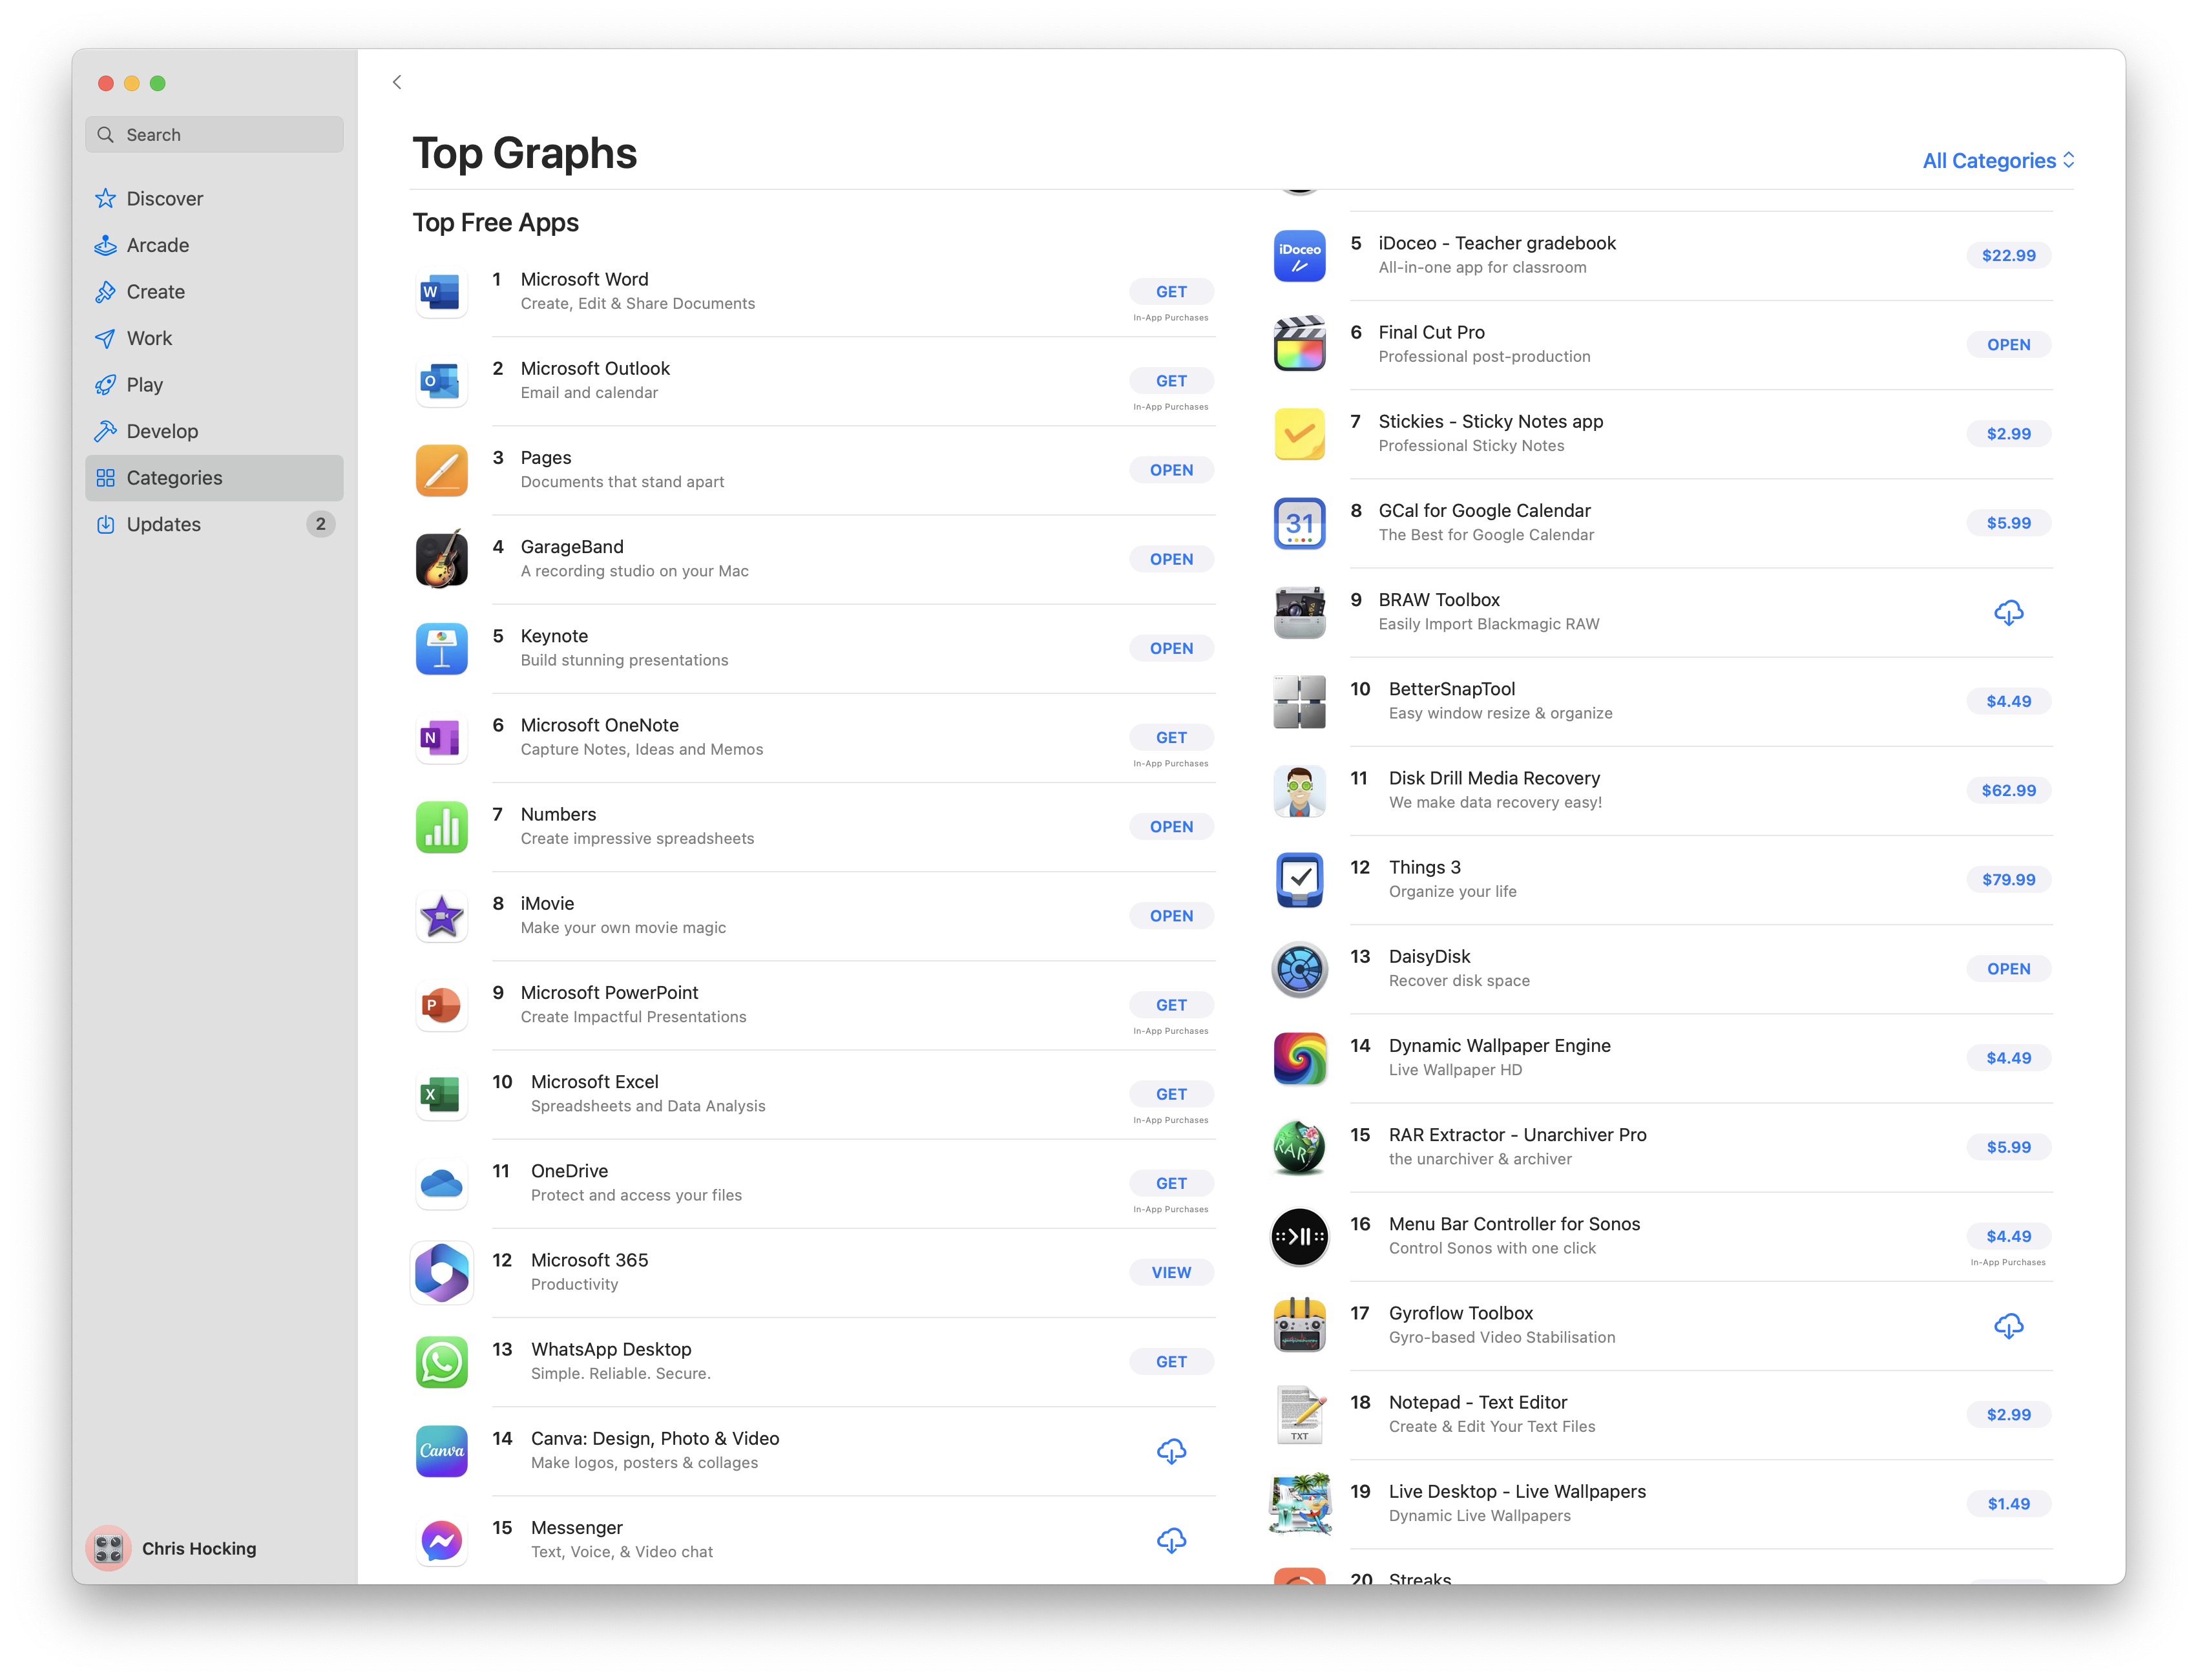 Search
Discover
Arcade
Create
Work
Play
Develop
Categories
Updates 2
Chris Hocking
Top Graphs
All Categories
Top Free Apps
W
1 Microsoft Word
Create, Edit & Share Documents
GET
In-App Purchases
O
2 Microsoft Outlook
Email and calendar
GET
In-App Purchases
3 Pages
Documents that stand apart
OPEN
4 GarageBand
A recording studio on your Mac
OPEN
5 Keynote
Build stunning presentations
OPEN
N
6 Microsoft OneNote
Capture Notes, Ideas and Memos
GET
In-App Purchases
7 Numbers
Create impressive spreadsheets
OPEN
8 iMovie
Make your own movie magic
OPEN
P
9 Microsoft PowerPoint
Create Impactful Presentations
GET
In-App Purchases
X
10 Microsoft Excel
Spreadsheets and Data Analysis
GET
In-App Purchases
11 OneDrive
Protect and access your files
GET
In-App Purchases
12 Microsoft 365
Productivity
VIEW
13 WhatsApp Desktop
Simple. Reliable. Secure.
GET
Canva
14 Canva: Design, Photo & Video
Make logos, posters & collages
15 Messenger
Text, Voice, & Video chat
iDoceo
5 iDoceo - Teacher gradebook
All-in-one app for classroom
$22.99
6 Final Cut Pro
Professional post-production
OPEN
7 Stickies - Sticky Notes app
Professional Sticky Notes
$2.99
31
8 GCal for Google Calendar
The Best for Google Calendar
$5.99
9 BRAW Toolbox
Easily Import Blackmagic RAW
10 BetterSnapTool
Easy window resize & organize
$4.49
11 Disk Drill Media Recovery
We make data recovery easy!
$62.99
12 Things 3
Organize your life
$79.99
13 DaisyDisk
Recover disk space
OPEN
14 Dynamic Wallpaper Engine
Live Wallpaper HD
$4.49
RAR
15 RAR Extractor - Unarchiver Pro
the unarchiver & archiver
$5.99
16 Menu Bar Controller for Sonos
Control Sonos with one click
$4.49
In-App Purchases
17 Gyroflow Toolbox
Gyro-based Video Stabilisation
TXT
18 Notepad - Text Editor
Create & Edit Your Text Files
$2.99
19 Live Desktop - Live Wallpapers
Dynamic Live Wallpapers
$1.49
20 Streaks